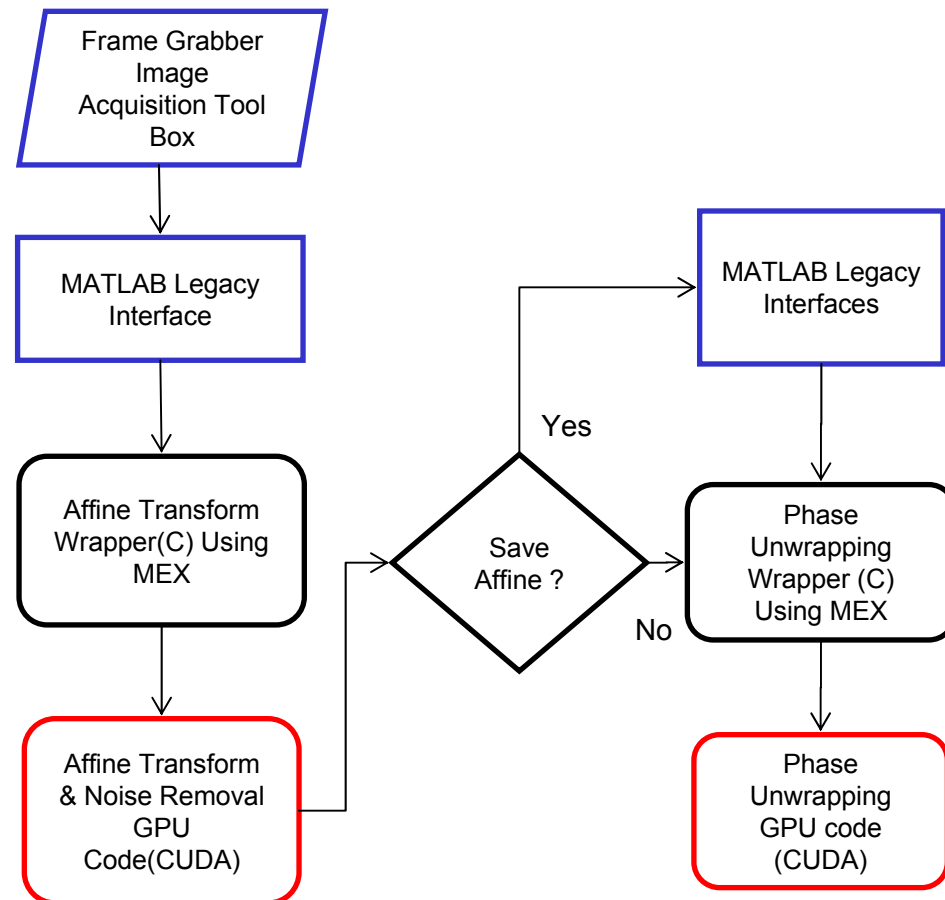 Frame Grabber
Image
Acquisition Tool
Box
MATLAB Legacy
Interface
Affine Transform
Wrapper(C) Using
MEX
Affine Transform
& Noise Removal
GPU
Code(CUDA)
Save
Affine ?
Yes
No
MATLAB Legacy
Interfaces
Phase
Unwrapping
Wrapper (C)
Using MEX
Phase
Unwrapping
GPU code
(CUDA)